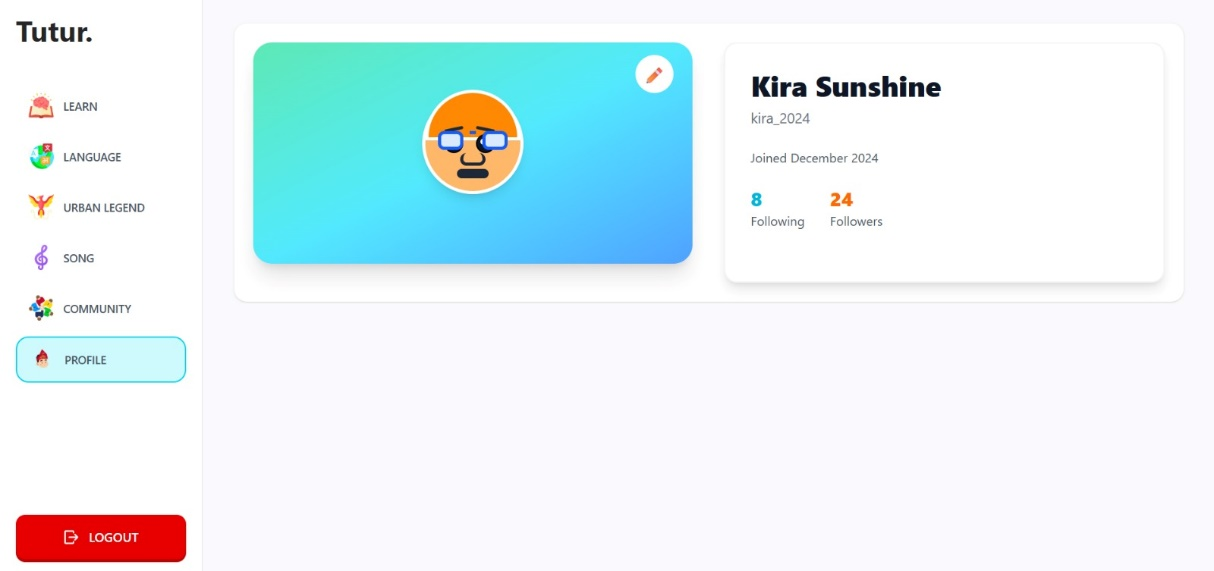 Tutur.
LEARN
LANGUAGE
URBAN LEGEND
SONG
COMMUNITY
PROFILE
LOGOUT
Kira Sunshine
kira_2024
Joined December 2024
8 24
Following Followers